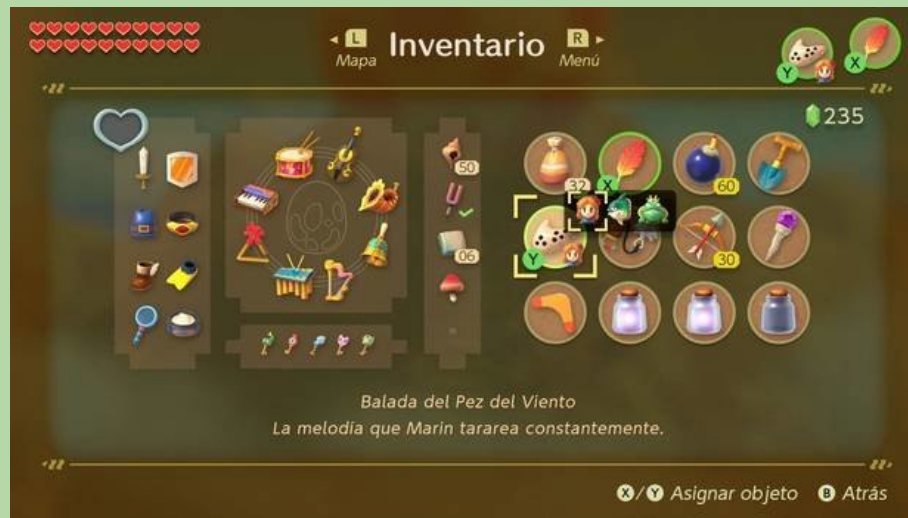 L Inventario R
Mapa Menú
Y X
235
50
32 X 60
06
Y 30
Balada del Pez del Viento
La melodía que Marin tararea constantemente.
X/Y Asignar objeto B Atrás